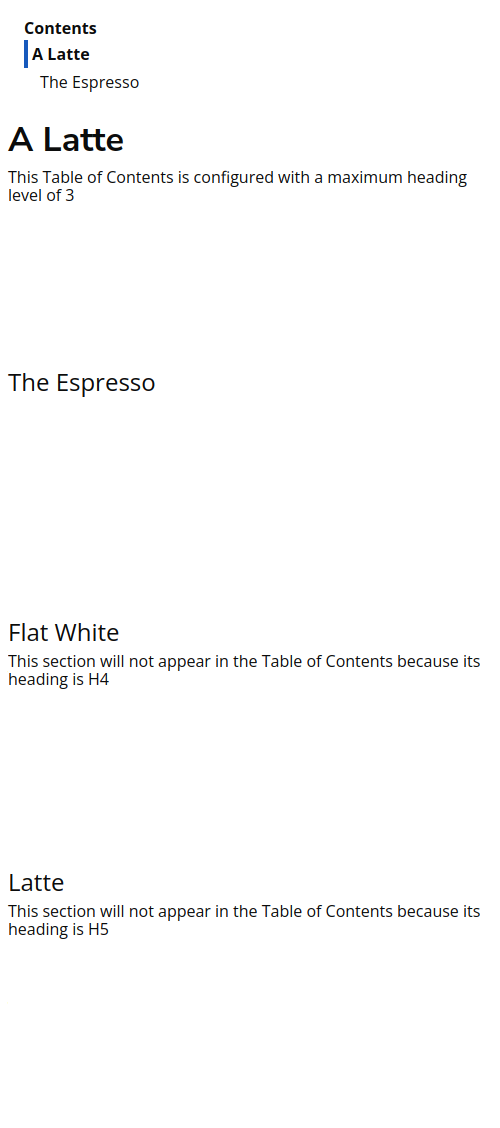 Contents
A Latte
The Espresso
A Latte
This Table of Contents is configured with a maximum heading
level of 3
The Espresso
Flat White
This section will not appear in the Table of Contents because its
heading is H4
Latte
This section will not appear in the Table of Contents because its
heading is H5